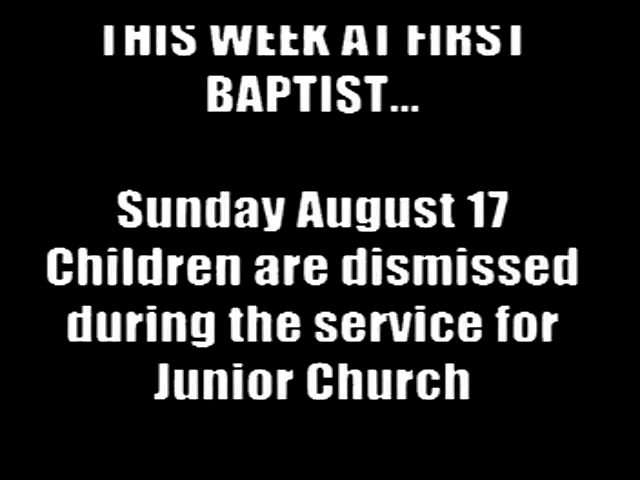 THIS WEEK AT FIRST
BAPTIST...
Sunday August 17
Children are dismissed
during the service for
Junior Church